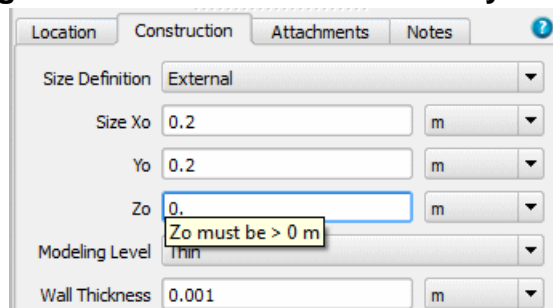 Location Construction Attachments Notes ?
Size Definition External
Size Xo 0.2 m
Yo 0.2 m
Zo 0. m
Zo must be > 0 m
Modeling Level Thin
Wall Thickness 0.001 m